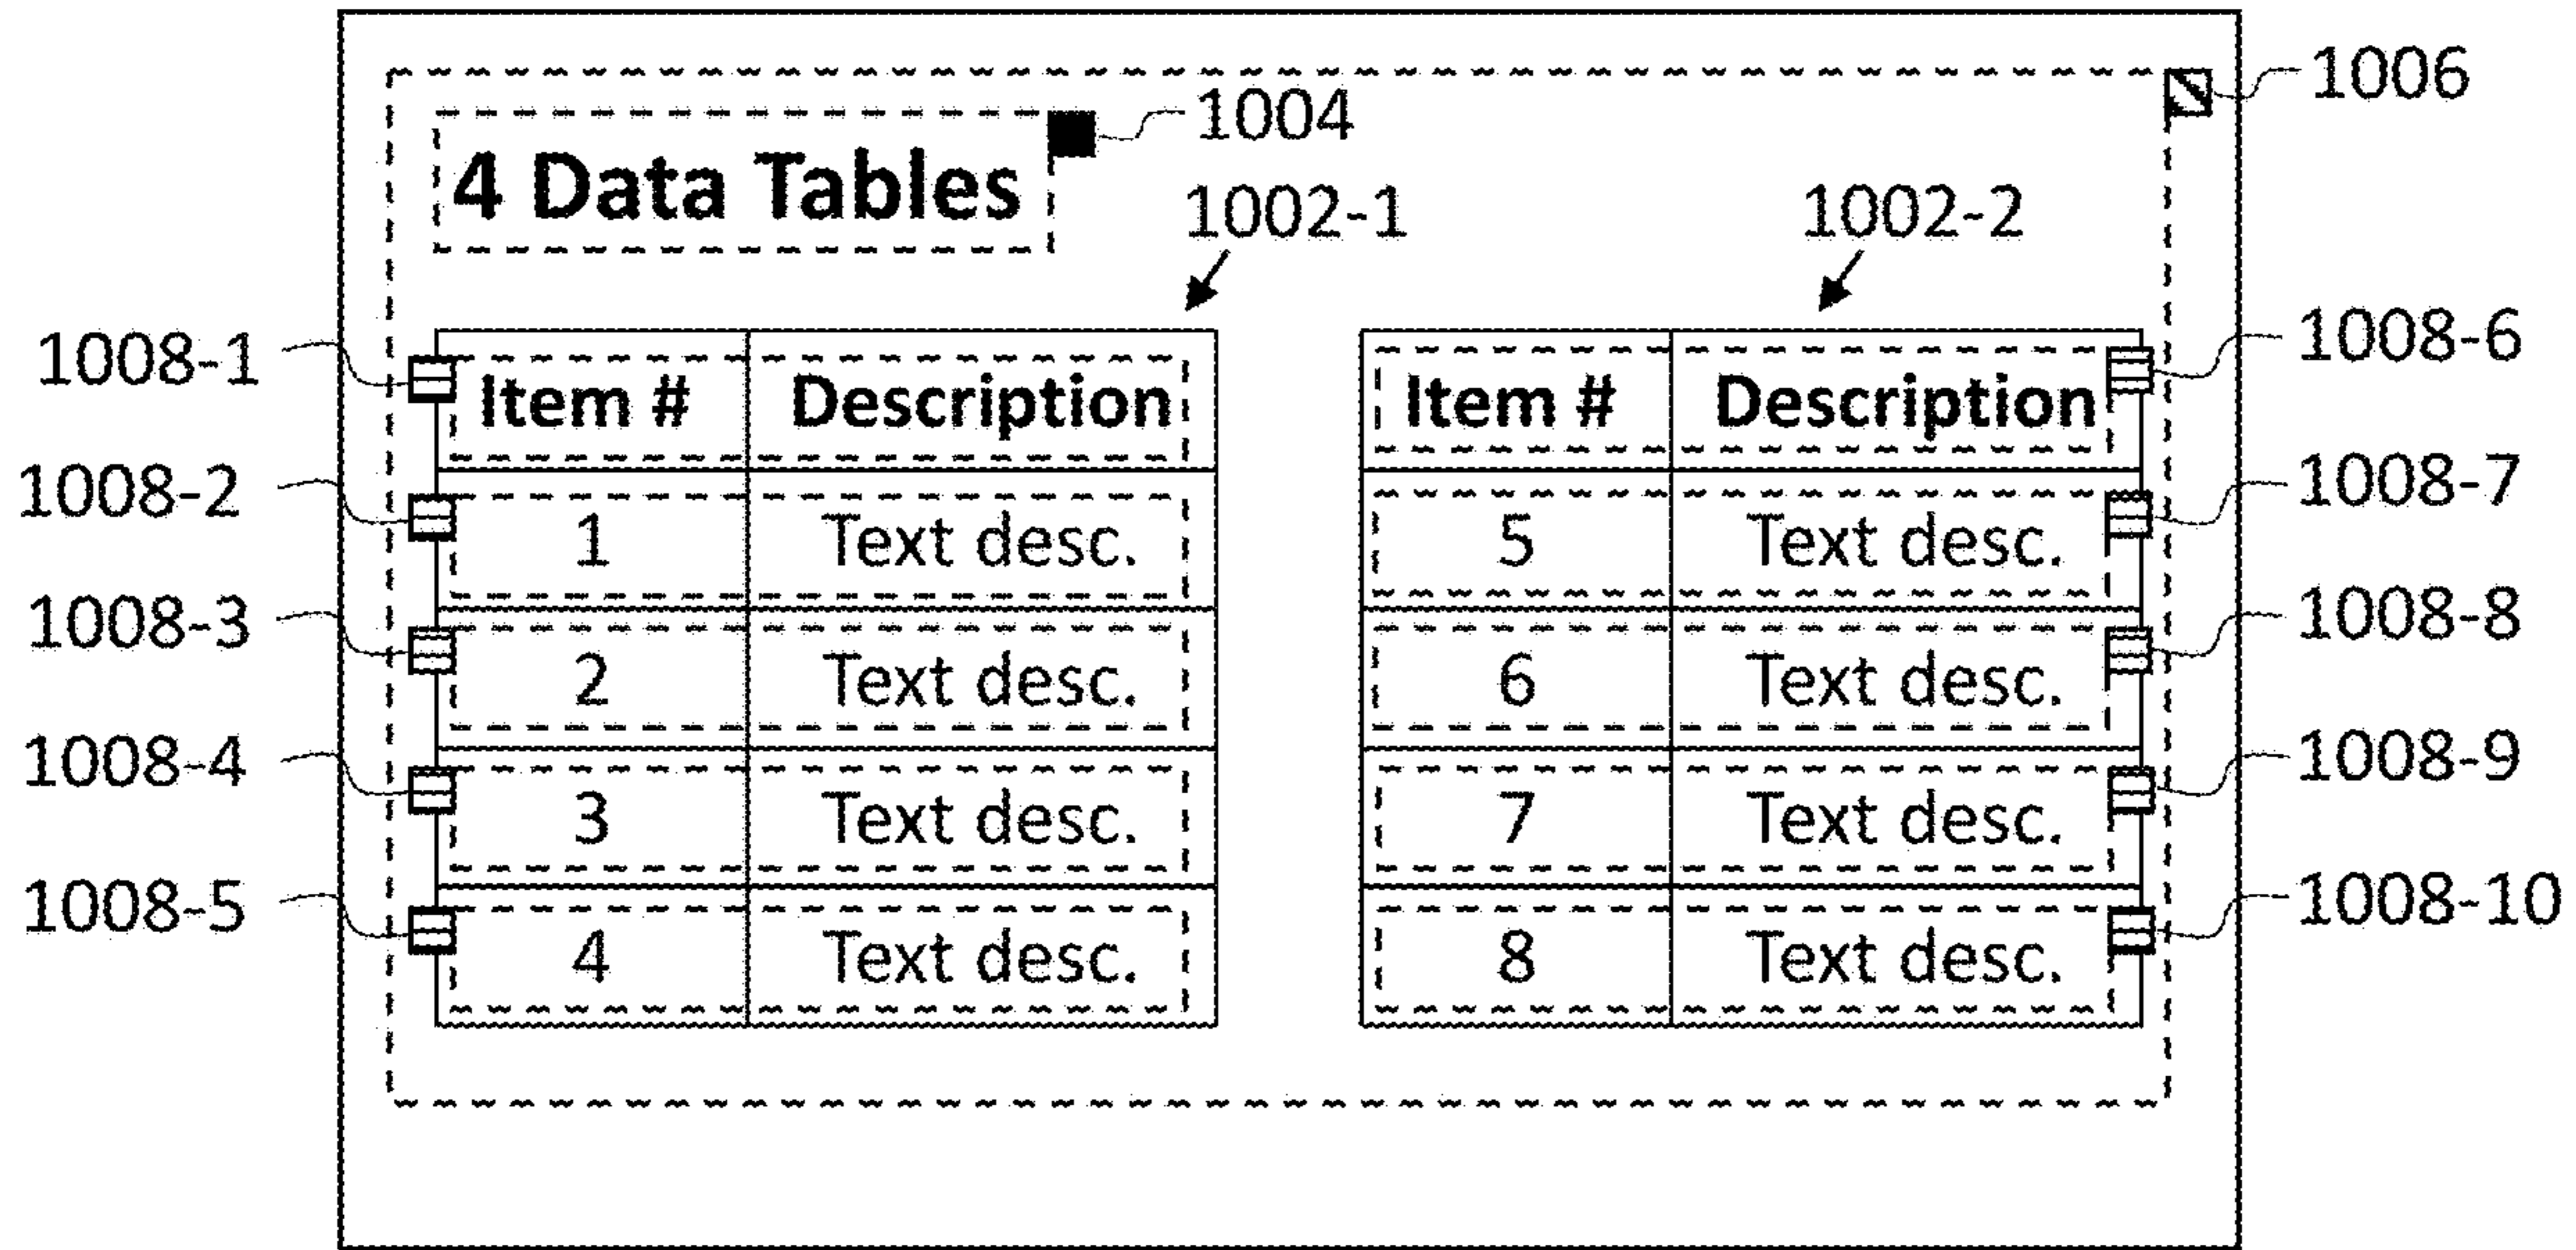 1006
1004
4 Data Tables
1002-1 1002-2
1008-1 Item # Description Item # Description 1008-6
1008-2 1 Text desc. 5 Text desc. 1008-7
1008-3 2 Text desc. 6 Text desc. 1008-8
1008-4 3 Text desc. 7 Text desc. 1008-9
1008-5 4 Text desc. 8 Text desc. 1008-10